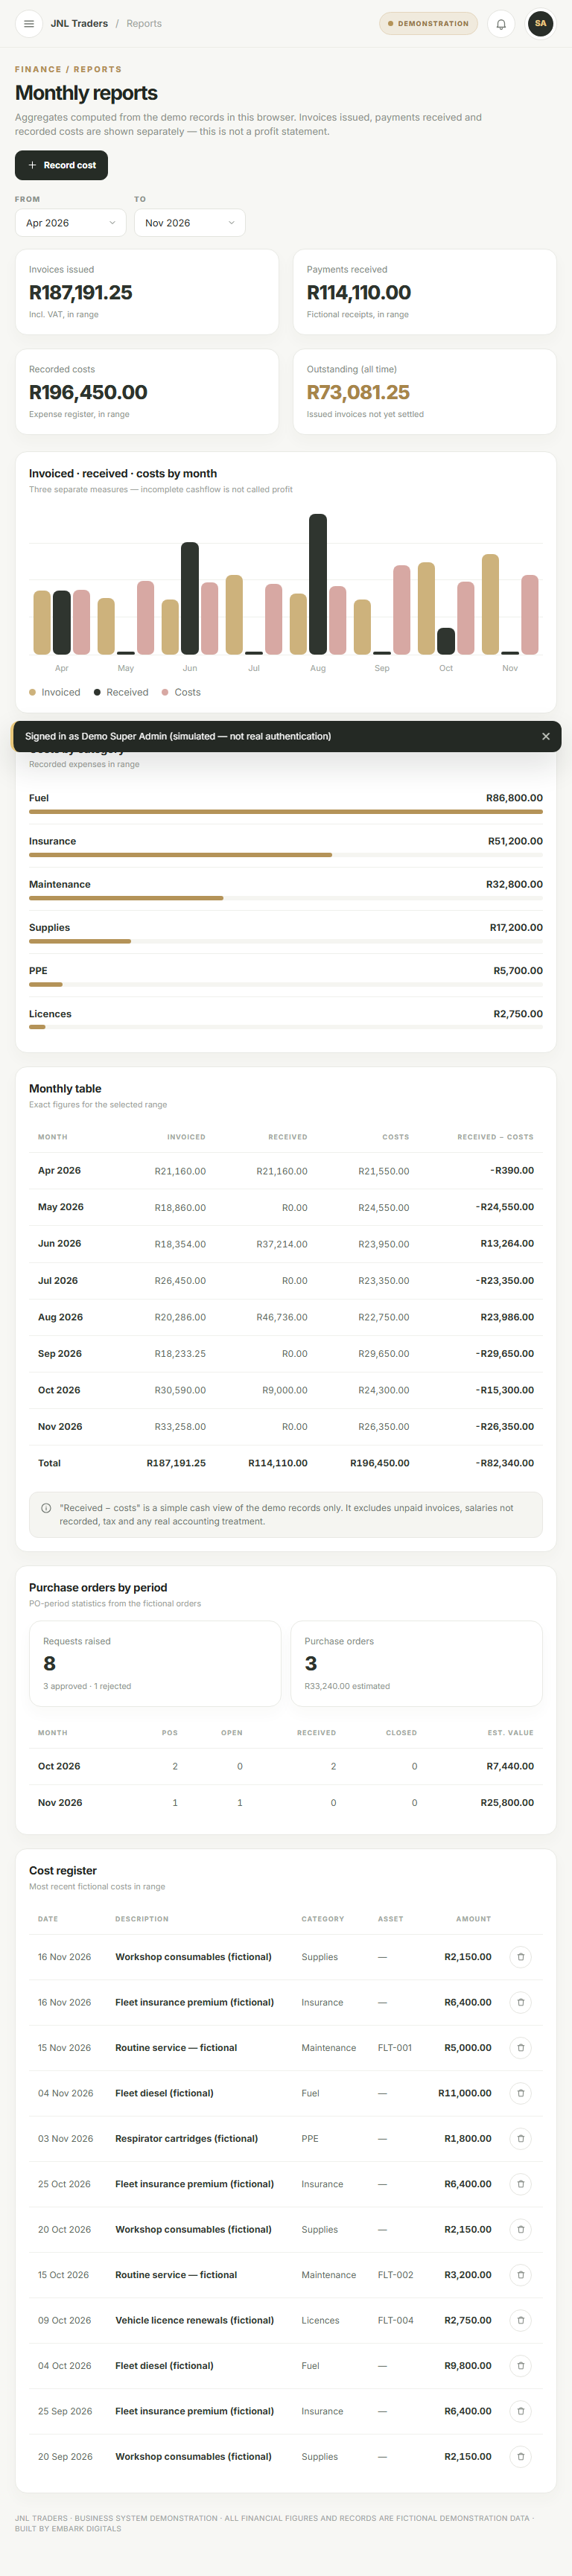 JNL Traders / Reports
DEMONSTRATION
SA
FINANCE / REPORTS
Monthly reports
Aggregates computed from the demo records in this browser. Invoices issued, payments received and
recorded costs are shown separately — this is not a profit statement.
Record cost
FROM TO
Apr 2026 Nov 2026
Invoices issued
R187,191.25
Incl. VAT, in range
Payments received
R114,110.00
Fictional receipts, in range
Recorded costs
R196,450.00
Expense register, in range
Outstanding (all time)
R73,081.25
Issued invoices not yet settled
Invoiced · received · costs by month
Three separate measures — incomplete cashflow is not called profit
Apr May Jun Jul Aug Sep Oct Nov
Invoiced Received Costs
Signed in as Demo Super Admin (simulated — not real authentication)
Recorded expenses in range
Fuel R86,800.00
Insurance R51,200.00
Maintenance R32,800.00
Supplies R17,200.00
PPE R5,700.00
Licences R2,750.00
Monthly table
Exact figures for the selected range
MONTH INVOICED RECEIVED COSTS RECEIVED − COSTS
Apr 2026 R21,160.00 R21,160.00 R21,550.00 -R390.00
May 2026 R18,860.00 R0.00 R24,550.00 -R24,550.00
Jun 2026 R18,354.00 R37,214.00 R23,950.00 R13,264.00
Jul 2026 R26,450.00 R0.00 R23,350.00 -R23,350.00
Aug 2026 R20,286.00 R46,736.00 R22,750.00 R23,986.00
Sep 2026 R18,233.25 R0.00 R29,650.00 -R29,650.00
Oct 2026 R30,590.00 R9,000.00 R24,300.00 -R15,300.00
Nov 2026 R33,258.00 R0.00 R26,350.00 -R26,350.00
Total R187,191.25 R114,110.00 R196,450.00 -R82,340.00
"Received − costs" is a simple cash view of the demo records only. It excludes unpaid invoices, salaries not
recorded, tax and any real accounting treatment.
Purchase orders by period
PO-period statistics from the fictional orders
Requests raised
8
3 approved · 1 rejected
Purchase orders
3
R33,240.00 estimated
MONTH POS OPEN RECEIVED CLOSED EST. VALUE
Oct 2026 2 0 2 0 R7,440.00
Nov 2026 1 1 0 0 R25,800.00
Cost register
Most recent fictional costs in range
DATE DESCRIPTION CATEGORY ASSET AMOUNT
16 Nov 2026 Workshop consumables (fictional) Supplies — R2,150.00
16 Nov 2026 Fleet insurance premium (fictional) Insurance — R6,400.00
15 Nov 2026 Routine service — fictional Maintenance FLT-001 R5,000.00
04 Nov 2026 Fleet diesel (fictional) Fuel — R11,000.00
03 Nov 2026 Respirator cartridges (fictional) PPE — R1,800.00
25 Oct 2026 Fleet insurance premium (fictional) Insurance — R6,400.00
20 Oct 2026 Workshop consumables (fictional) Supplies — R2,150.00
15 Oct 2026 Routine service — fictional Maintenance FLT-002 R3,200.00
09 Oct 2026 Vehicle licence renewals (fictional) Licences FLT-004 R2,750.00
04 Oct 2026 Fleet diesel (fictional) Fuel — R9,800.00
25 Sep 2026 Fleet insurance premium (fictional) Insurance — R6,400.00
20 Sep 2026 Workshop consumables (fictional) Supplies — R2,150.00
JNL TRADERS · BUSINESS SYSTEM DEMONSTRATION · ALL FINANCIAL FIGURES AND RECORDS ARE FICTIONAL DEMONSTRATION DATA ·
BUILT BY EMBARK DIGITALS